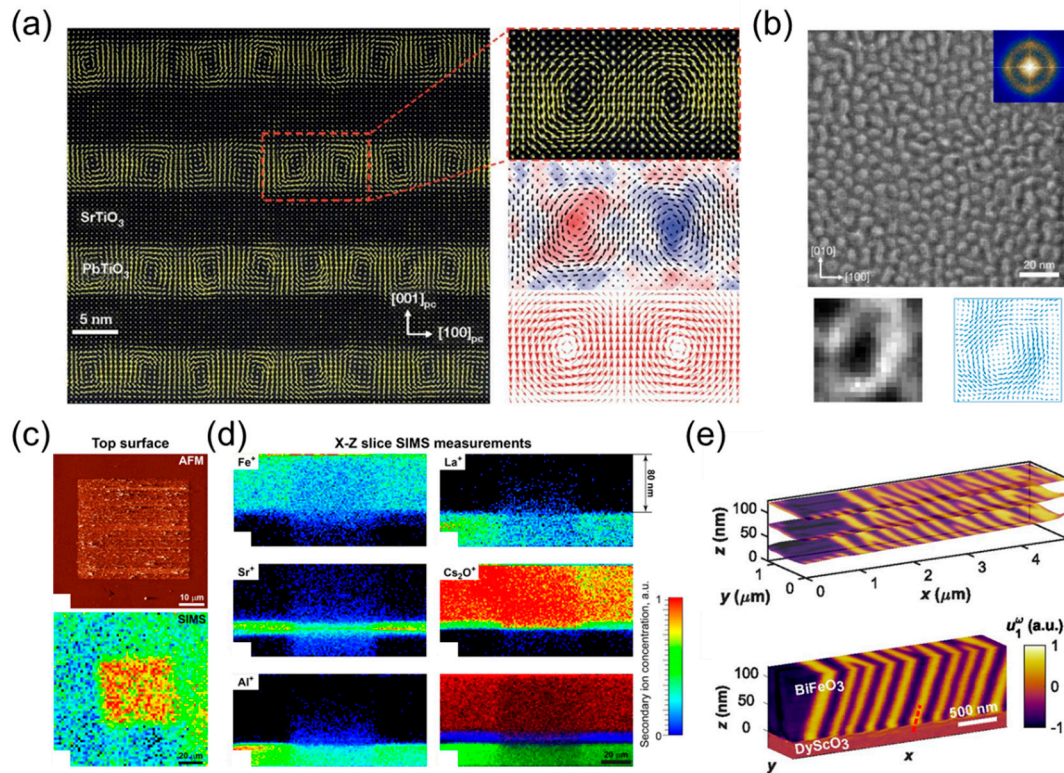 (a)
SrTiO3
PbTiO3
[001]pc
[100]pc
5 nm
(b)
[010]
[100]
20 nm
(c)
Top surface
AFM
10 μm
SIMS
20 μm
(d)
X-Z slice SIMS measurements
Fe+
La+
80 nm
Sr+
Cs2O+
Al+
20 μm
1
0
Secondary ion concentration, a.u.
(e)
100
50
0
z (nm)
1
0
y (μm)
0
1
2
3
4
x (μm)
100
50
0
z (nm)
BiFeO3
DyScO3
500 nm
y
x
u1ω (a.u.)
1
0
-1